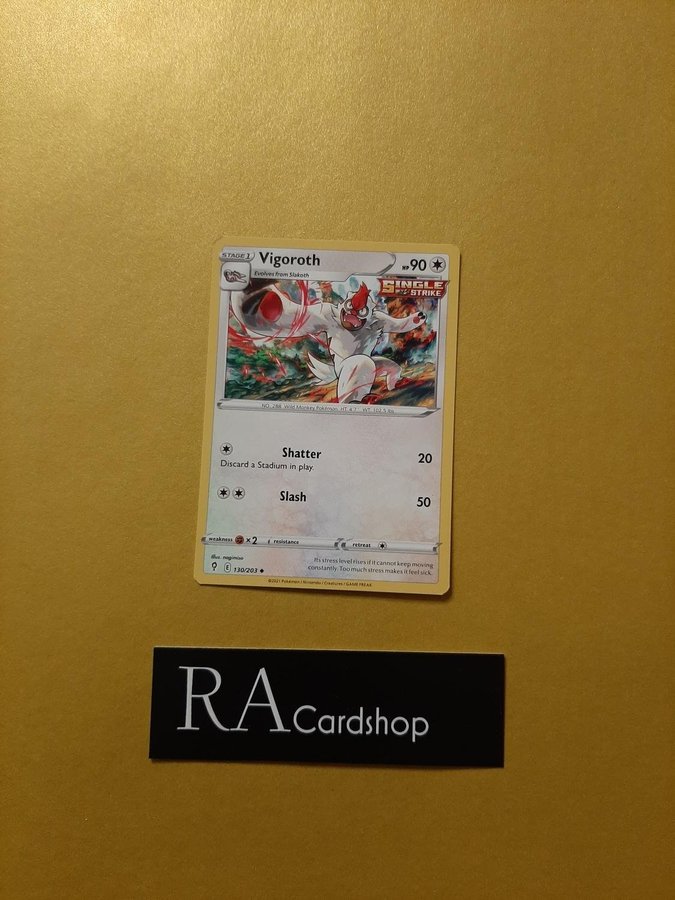 STAGE 1
Vigoroth
HP 90
Evolves from Slakoth
SINGLE
STRIKE
NO. 288 Wild Monkey Pokémon HT: 4'7" WT: 102.5 lbs.
Shatter 20
Discard a Stadium in play.
Slash 50
weakness x2 resistance retreat
Illus. nagimiso
Its stress level rises if it cannot keep moving
constantly. Too much stress makes it feel sick.
E 130/203
©2021 Pokémon / Nintendo / Creatures / GAME FREAK
RA Cardshop